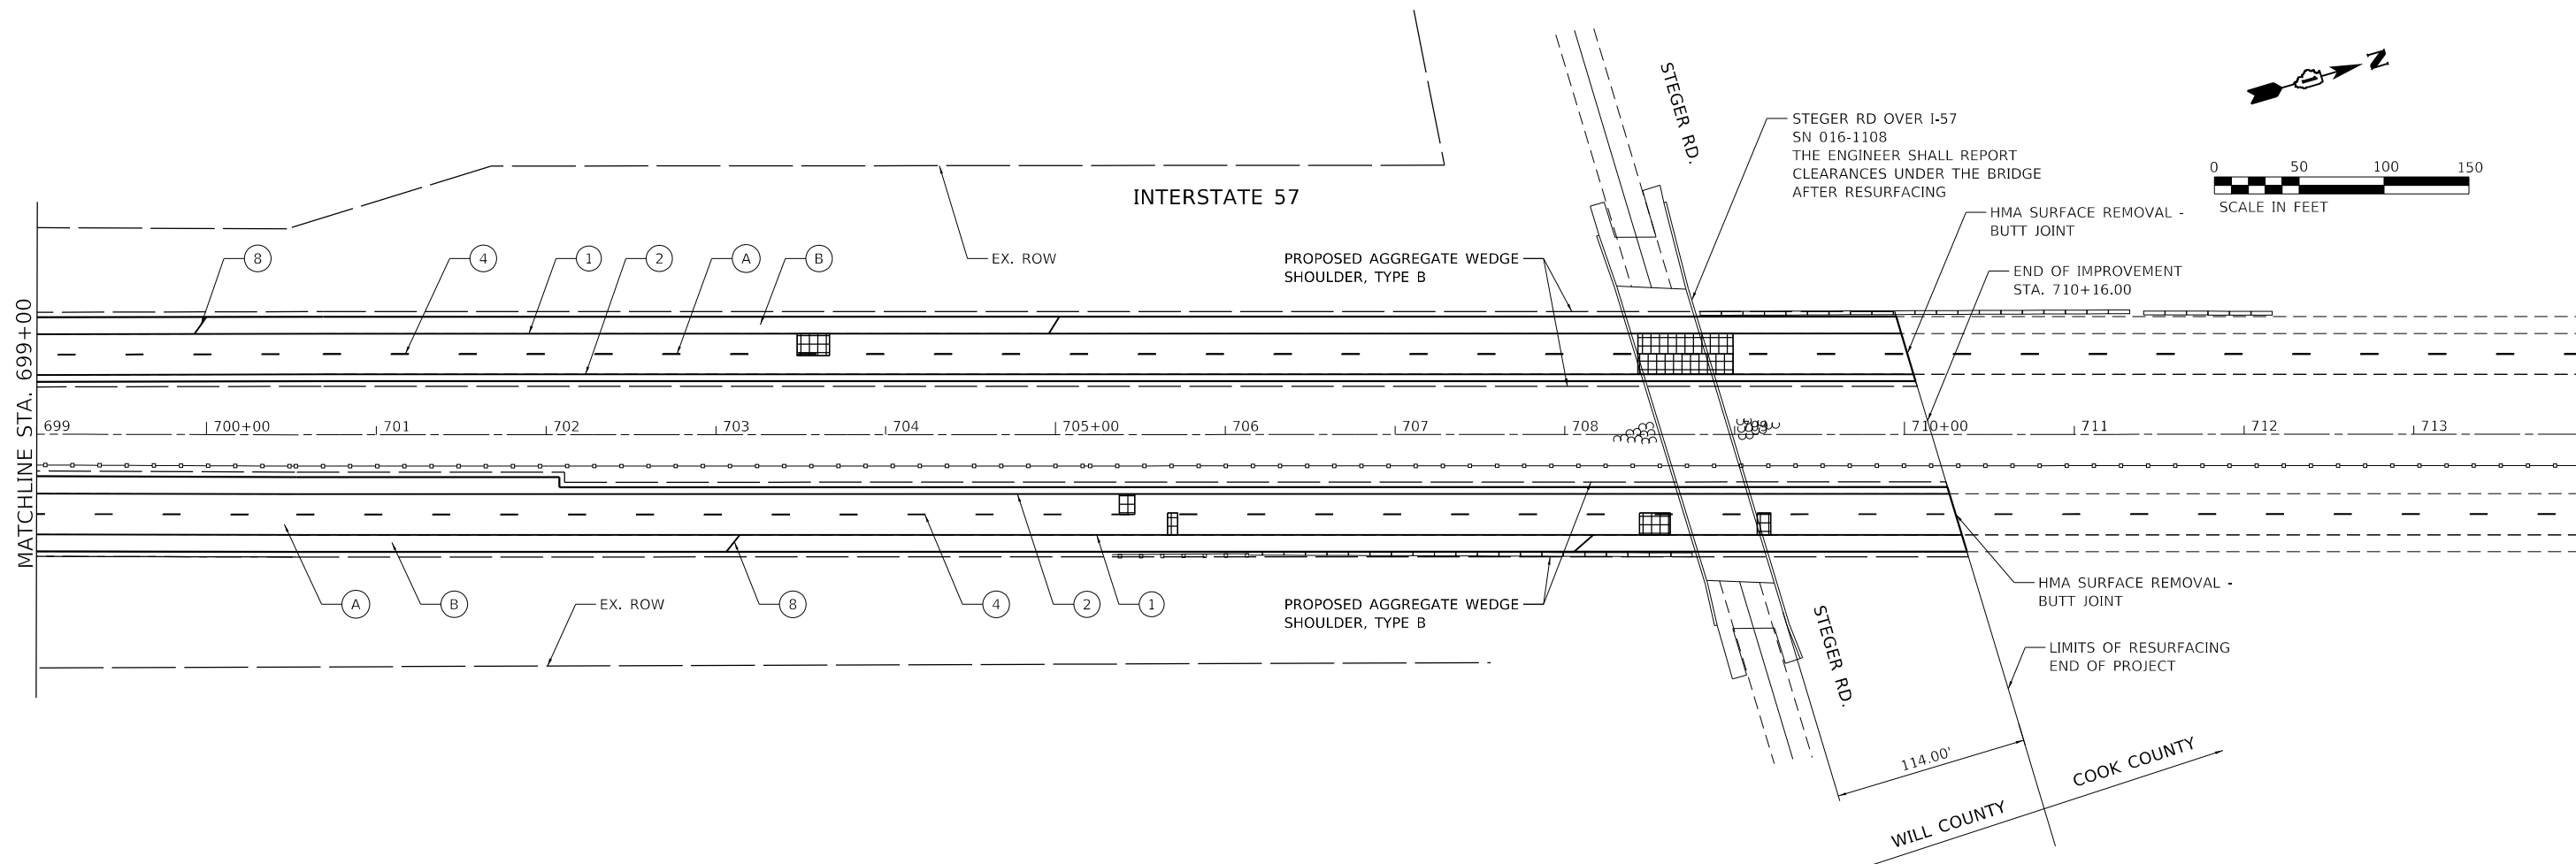 N
STEGER RD.
STEGER RD OVER I-57
SN 016-1108
THE ENGINEER SHALL REPORT
CLEARANCES UNDER THE BRIDGE
AFTER RESURFACING
0 50 100 150
SCALE IN FEET
INTERSTATE 57
HMA SURFACE REMOVAL -
BUTT JOINT
8 4 1 2 A B
EX. ROW
PROPOSED AGGREGATE WEDGE
SHOULDER, TYPE B
END OF IMPROVEMENT
STA. 710+16.00
MATCHLINE STA. 699+00
699 700+00 701 702 703 704 705+00 706 707 708 709 710+00 711 712 713
A B
EX. ROW
8 4 2 1
PROPOSED AGGREGATE WEDGE
SHOULDER, TYPE B
STEGER RD.
HMA SURFACE REMOVAL -
BUTT JOINT
LIMITS OF RESURFACING
END OF PROJECT
114.00'
COOK COUNTY
WILL COUNTY